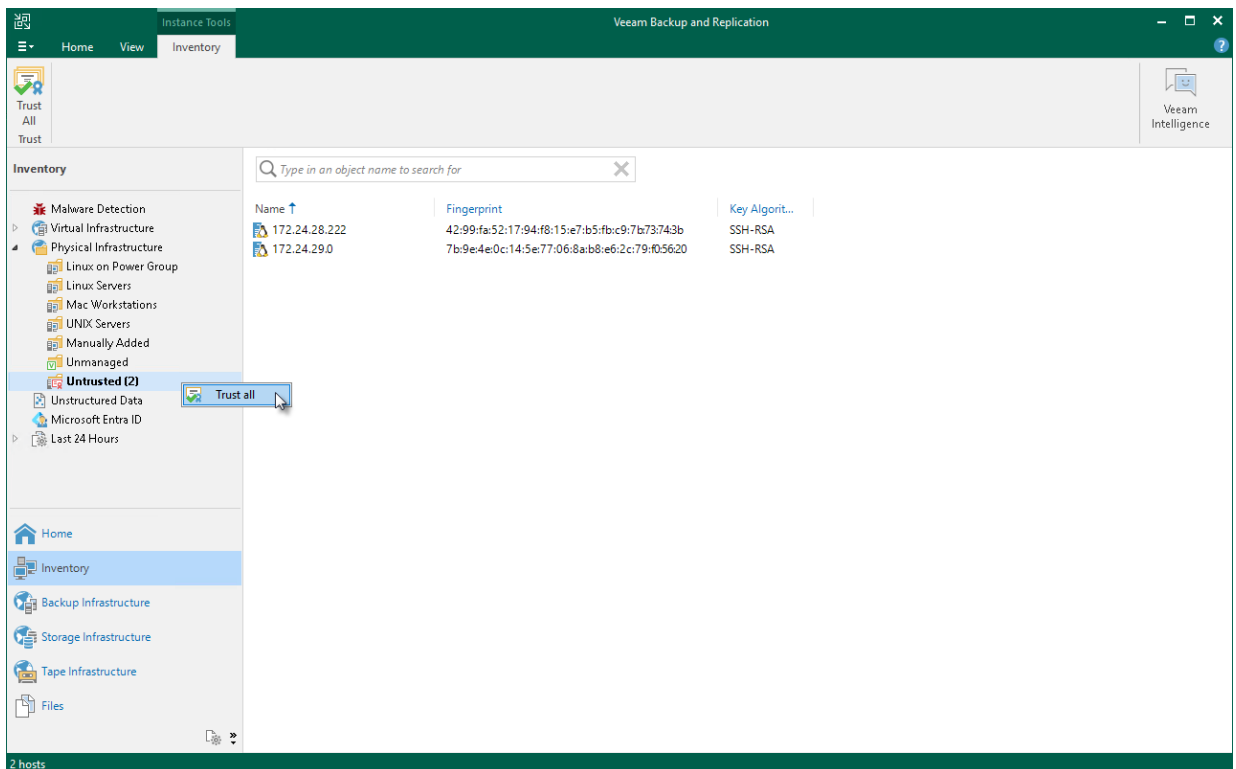 Instance Tools
Veeam Backup and Replication
Home View Inventory
Trust
All
Trust
Veeam
Intelligence
Inventory
Type in an object name to search for
Malware Detection
Virtual Infrastructure
Physical Infrastructure
Linux on Power Group
Linux Servers
Mac Workstations
UNIX Servers
Manually Added
Unmanaged
Untrusted (2)
Unstructured Data
Microsoft Entra ID
Last 24 Hours
Trust all
Name Fingerprint Key Algorit...
172.24.28.222 42:99:fa:52:17:94:f8:15:e7:b5:fb:c9:7b:73:74:3b SSH-RSA
172.24.29.0 7b:9e:4e:0c:14:5e:77:06:8a:b8:e6:2c:79:f0:56:20 SSH-RSA
Home
Inventory
Backup Infrastructure
Storage Infrastructure
Tape Infrastructure
Files
2 hosts